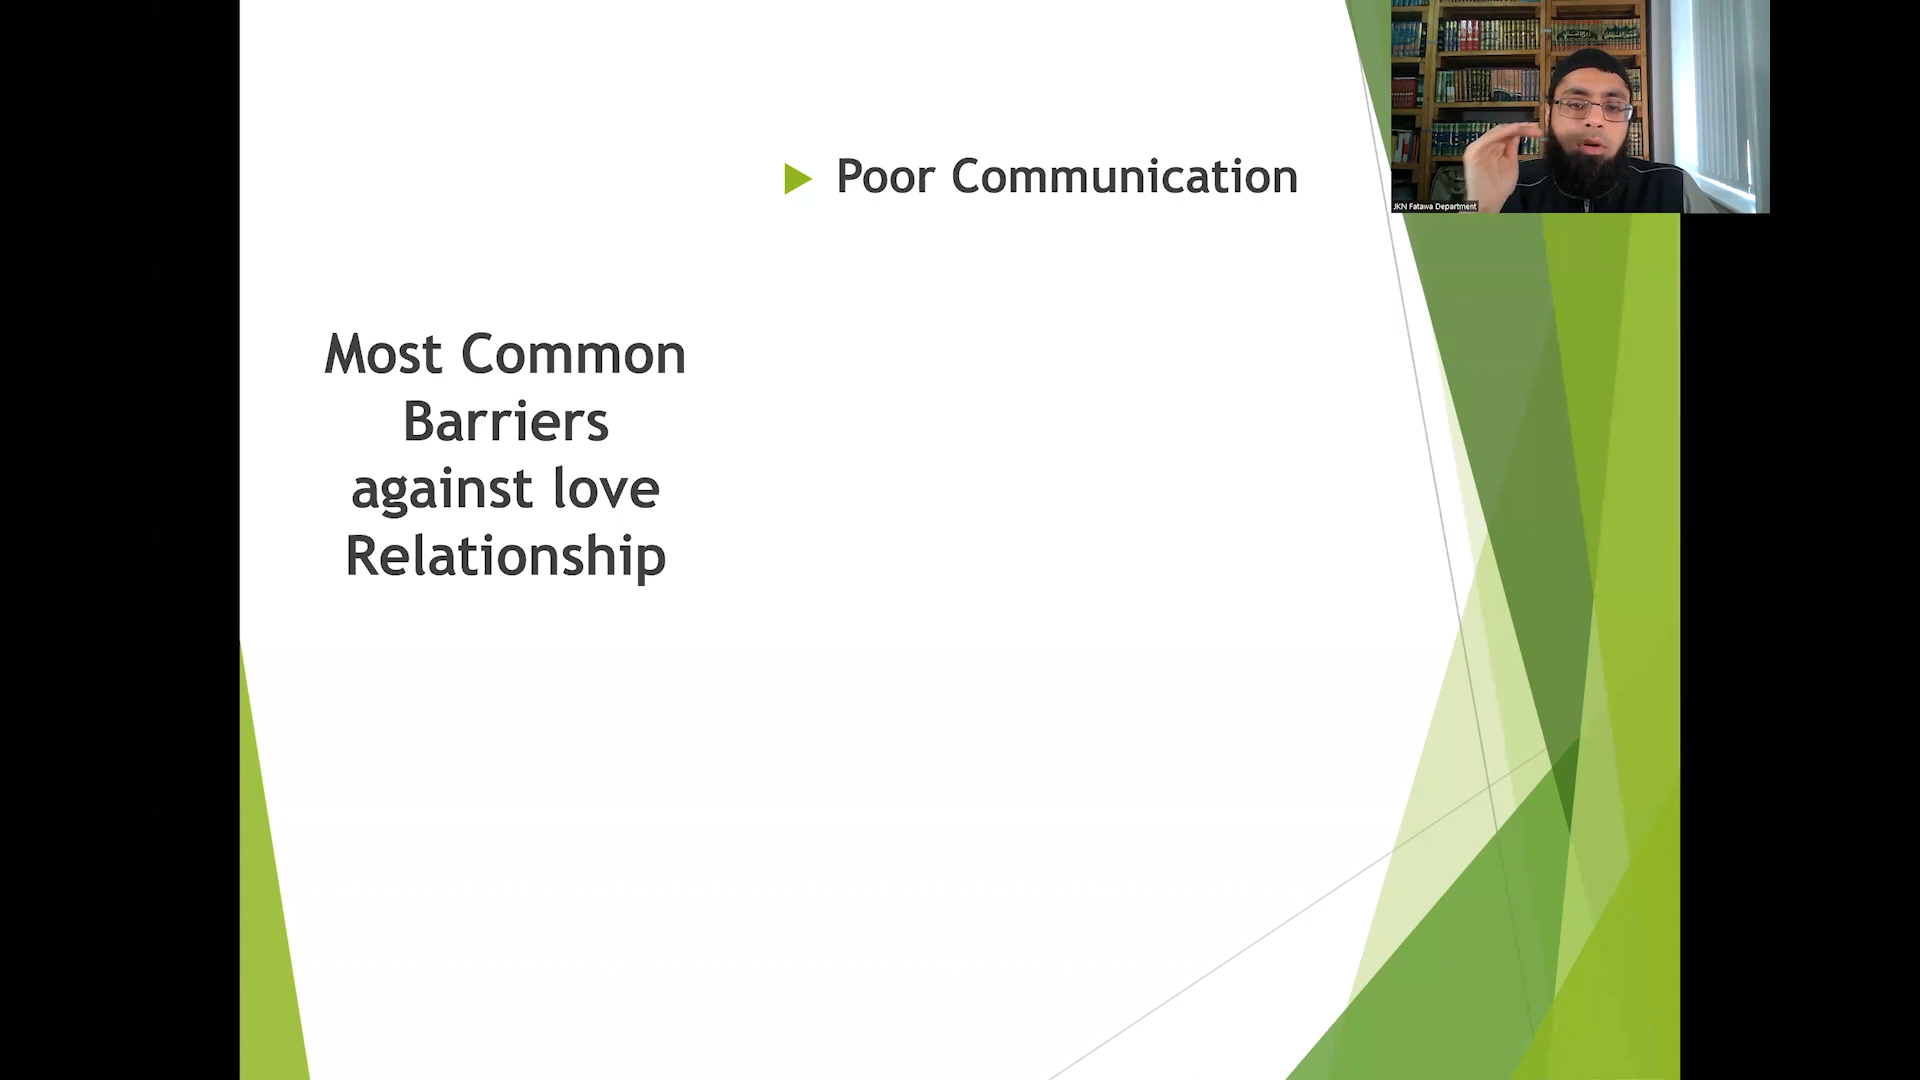 Poor Communication
Most Common
Barriers
against love
Relationship
JKN Fatawa Department